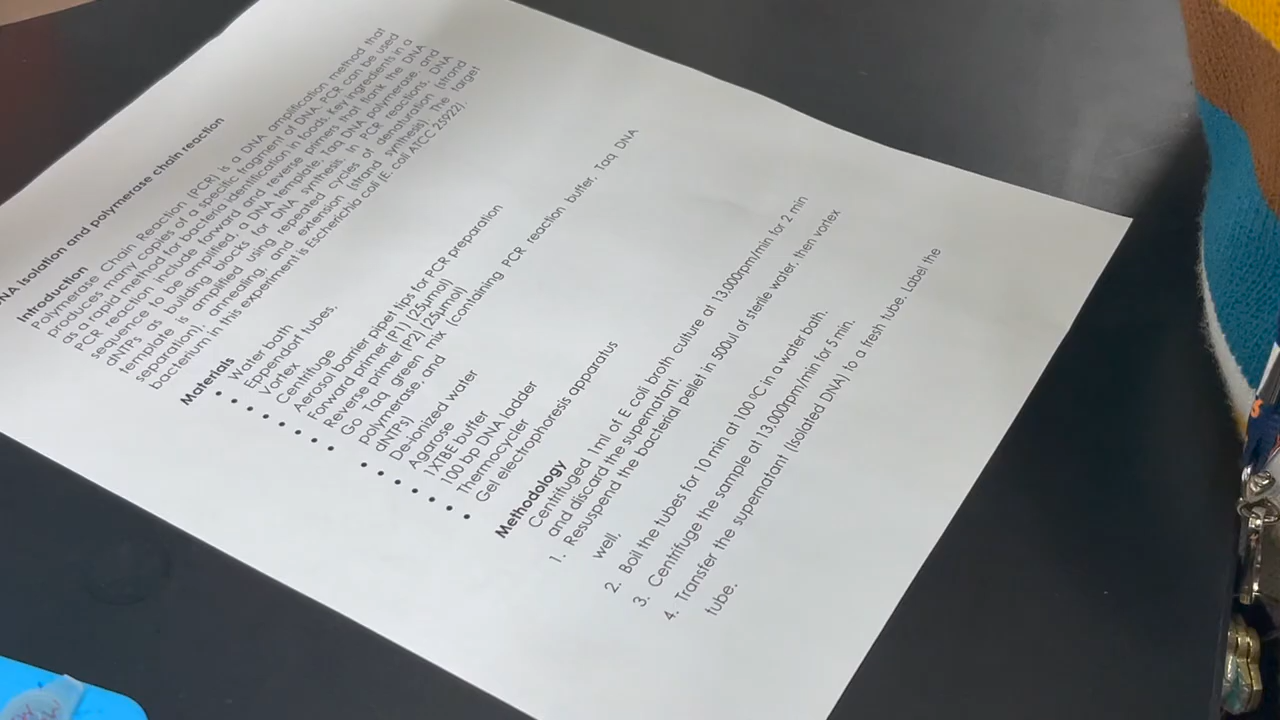 DNA Isolation and polymerase chain reaction
Introduction
Polymerase Chain Reaction (PCR) is a DNA amplification method that
produces many copies of a specific fragment of DNA. PCR can be used
as a rapid method for bacteria identification in foods. Key ingredients in a
PCR reaction include forward and reverse primers that flank the DNA
sequence to be amplified, a DNA template, Taq DNA polymerase, and
dNTPs as building blocks for DNA synthesis. In PCR reactions, DNA
template is amplified using repeated cycles of denaturation (strand
separation), annealing, and extension (strand synthesis). The target
bacterium in this experiment is Escherichia coli (E. coli ATCC 25922).
Materials
• Water bath
• Eppendorf tubes,
• Vortex
• Centrifuge
• Aerosol barrier pipet tips for PCR preparation
• Forward primer (P1) (25µmol)
• Reverse primer (P2) (25µmol)
• Go Taq green mix (containing PCR reaction buffer, Taq DNA
polymerase, and
dNTPs)
• De-ionized water
• Agarose
• 1XTBE buffer
• 100 bp DNA ladder
• Thermocycler
• Gel electrophoresis apparatus
Methodology
Centrifuged 1ml of E coli broth culture at 13,000rpm/min for 2 min
and discard the supernatant.
1. Resuspend the bacterial pellet in 500ul of sterile water, then vortex
well,
2. Boil the tubes for 10 min at 100 ⁰C in a water bath.
3. Centrifuge the sample at 13,000rpm/min for 5 min.
4. Transfer the supernatant (Isolated DNA) to a fresh tube. Label the
tube.